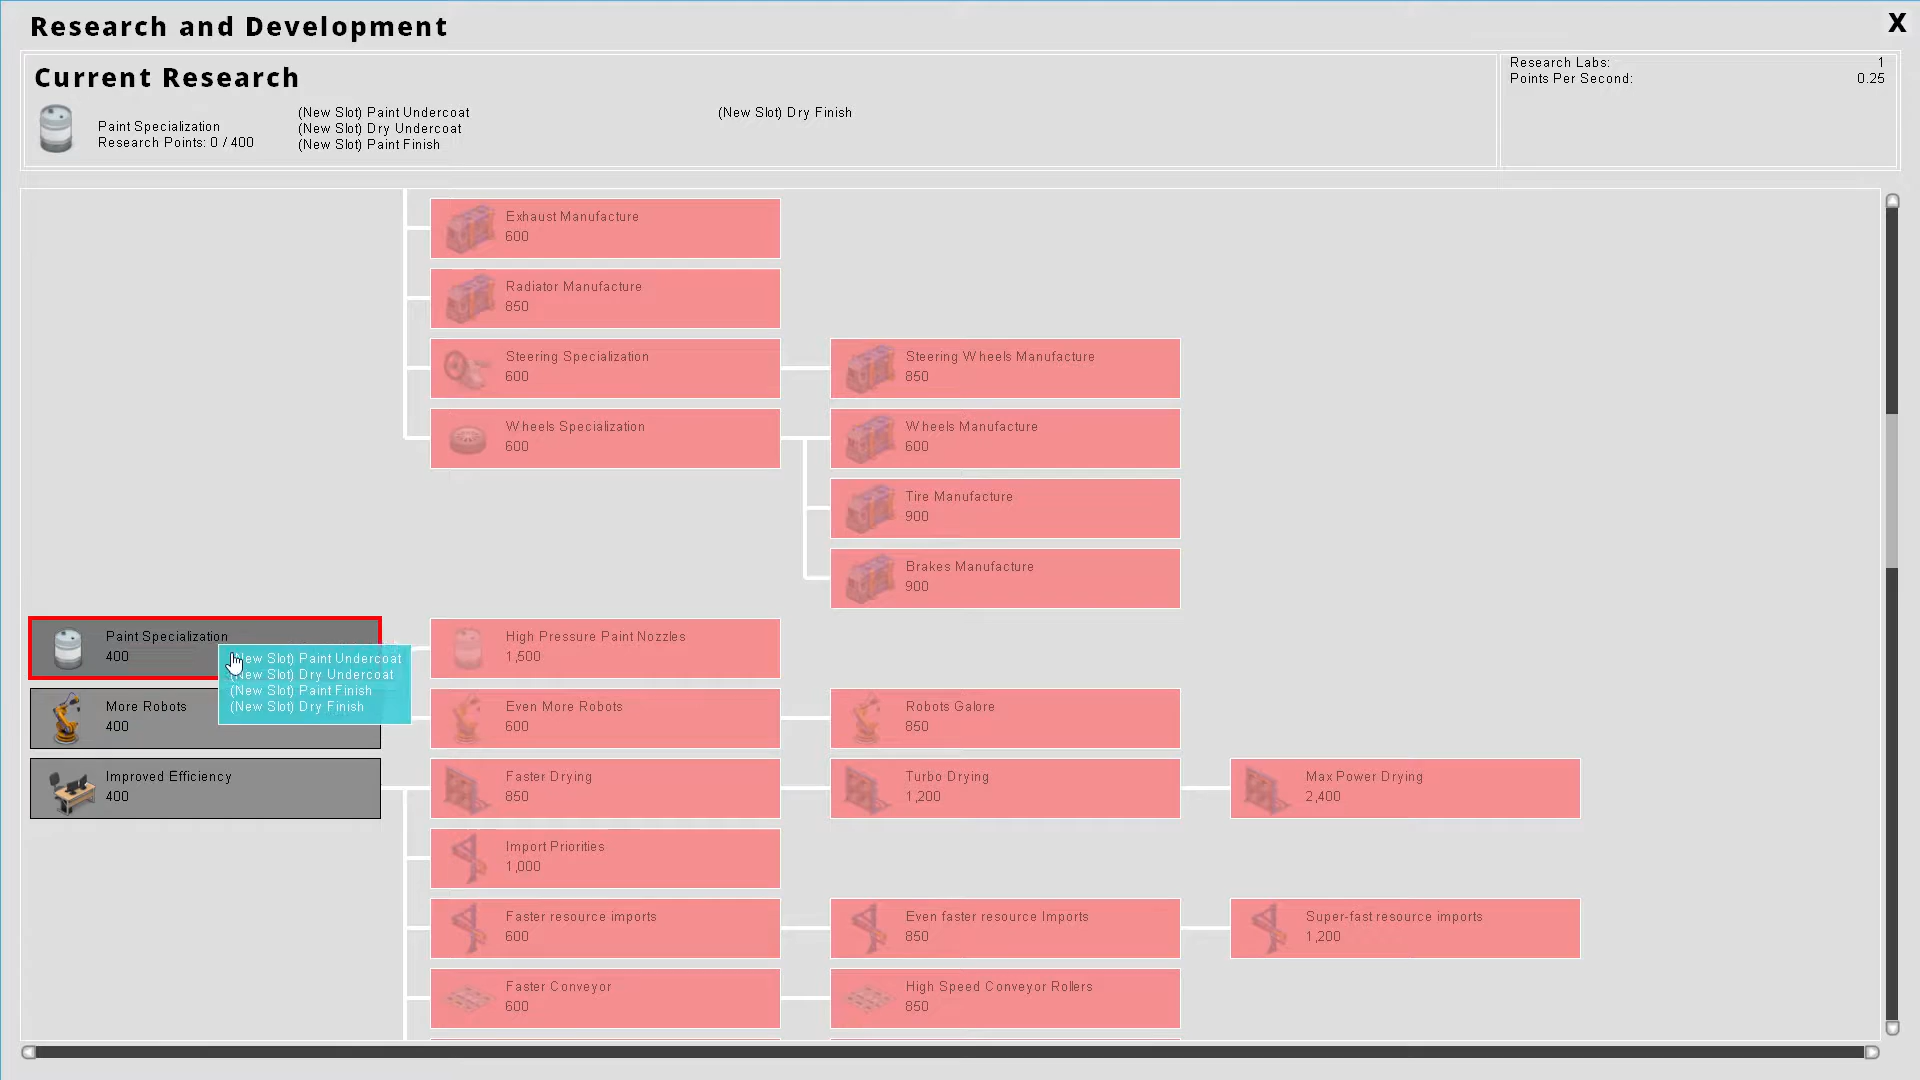 Research and Development
X
Current Research
Paint Specialization
Research Points: 0 / 400
(New Slot) Paint Undercoat
(New Slot) Dry Undercoat
(New Slot) Paint Finish
(New Slot) Dry Finish
Research Labs: 1
Points Per Second: 0.25
Exhaust Manufacture
600
Radiator Manufacture
850
Steering Specialization
600
Steering Wheels Manufacture
850
Wheels Specialization
600
Wheels Manufacture
600
Tire Manufacture
900
Brakes Manufacture
900
Paint Specialization
400
High Pressure Paint Nozzles
1,500
(New Slot) Paint Undercoat
(New Slot) Dry Undercoat
(New Slot) Paint Finish
(New Slot) Dry Finish
More Robots
400
Even More Robots
600
Robots Galore
850
Improved Efficiency
400
Faster Drying
850
Turbo Drying
1,200
Max Power Drying
2,400
Import Priorities
1,000
Faster resource imports
600
Even faster resource Imports
850
Super-fast resource imports
1,200
Faster Conveyor
600
High Speed Conveyor Rollers
850